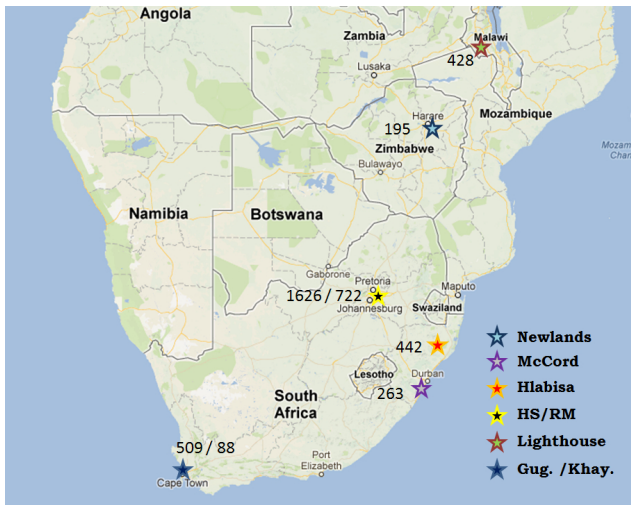 Angola
Zambia
Malawi
Lusaka
428
Mozambique
Harare
195
Zimbabwe
Mozam
Chan
Bulawayo
Namibia
Botswana
Gaborone
Pretoria
Maputo
1626 / 722
Johannesburg
Swaziland
Newlands
442
McCord
Lesotho
Durban
Hlabisa
263
South
Africa
HS/RM
509 / 88
Lighthouse
Port
Elizabeth
Gug. /Khay.
Cape Town